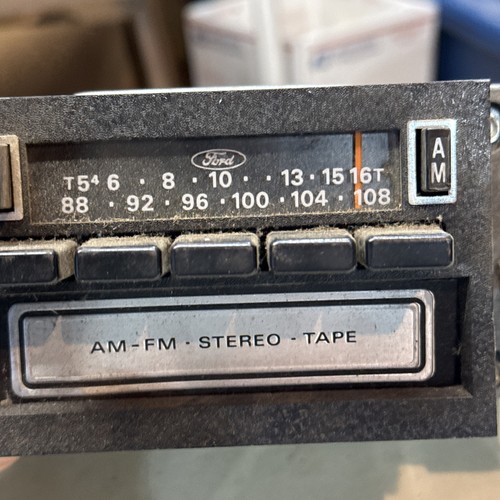 Ford
T5⁴ 6 · 8 · 10 · · 13 · 15 16T
88 · 92 · 96 · 100 · 104 · 108
AM
AM-FM · STEREO · TAPE